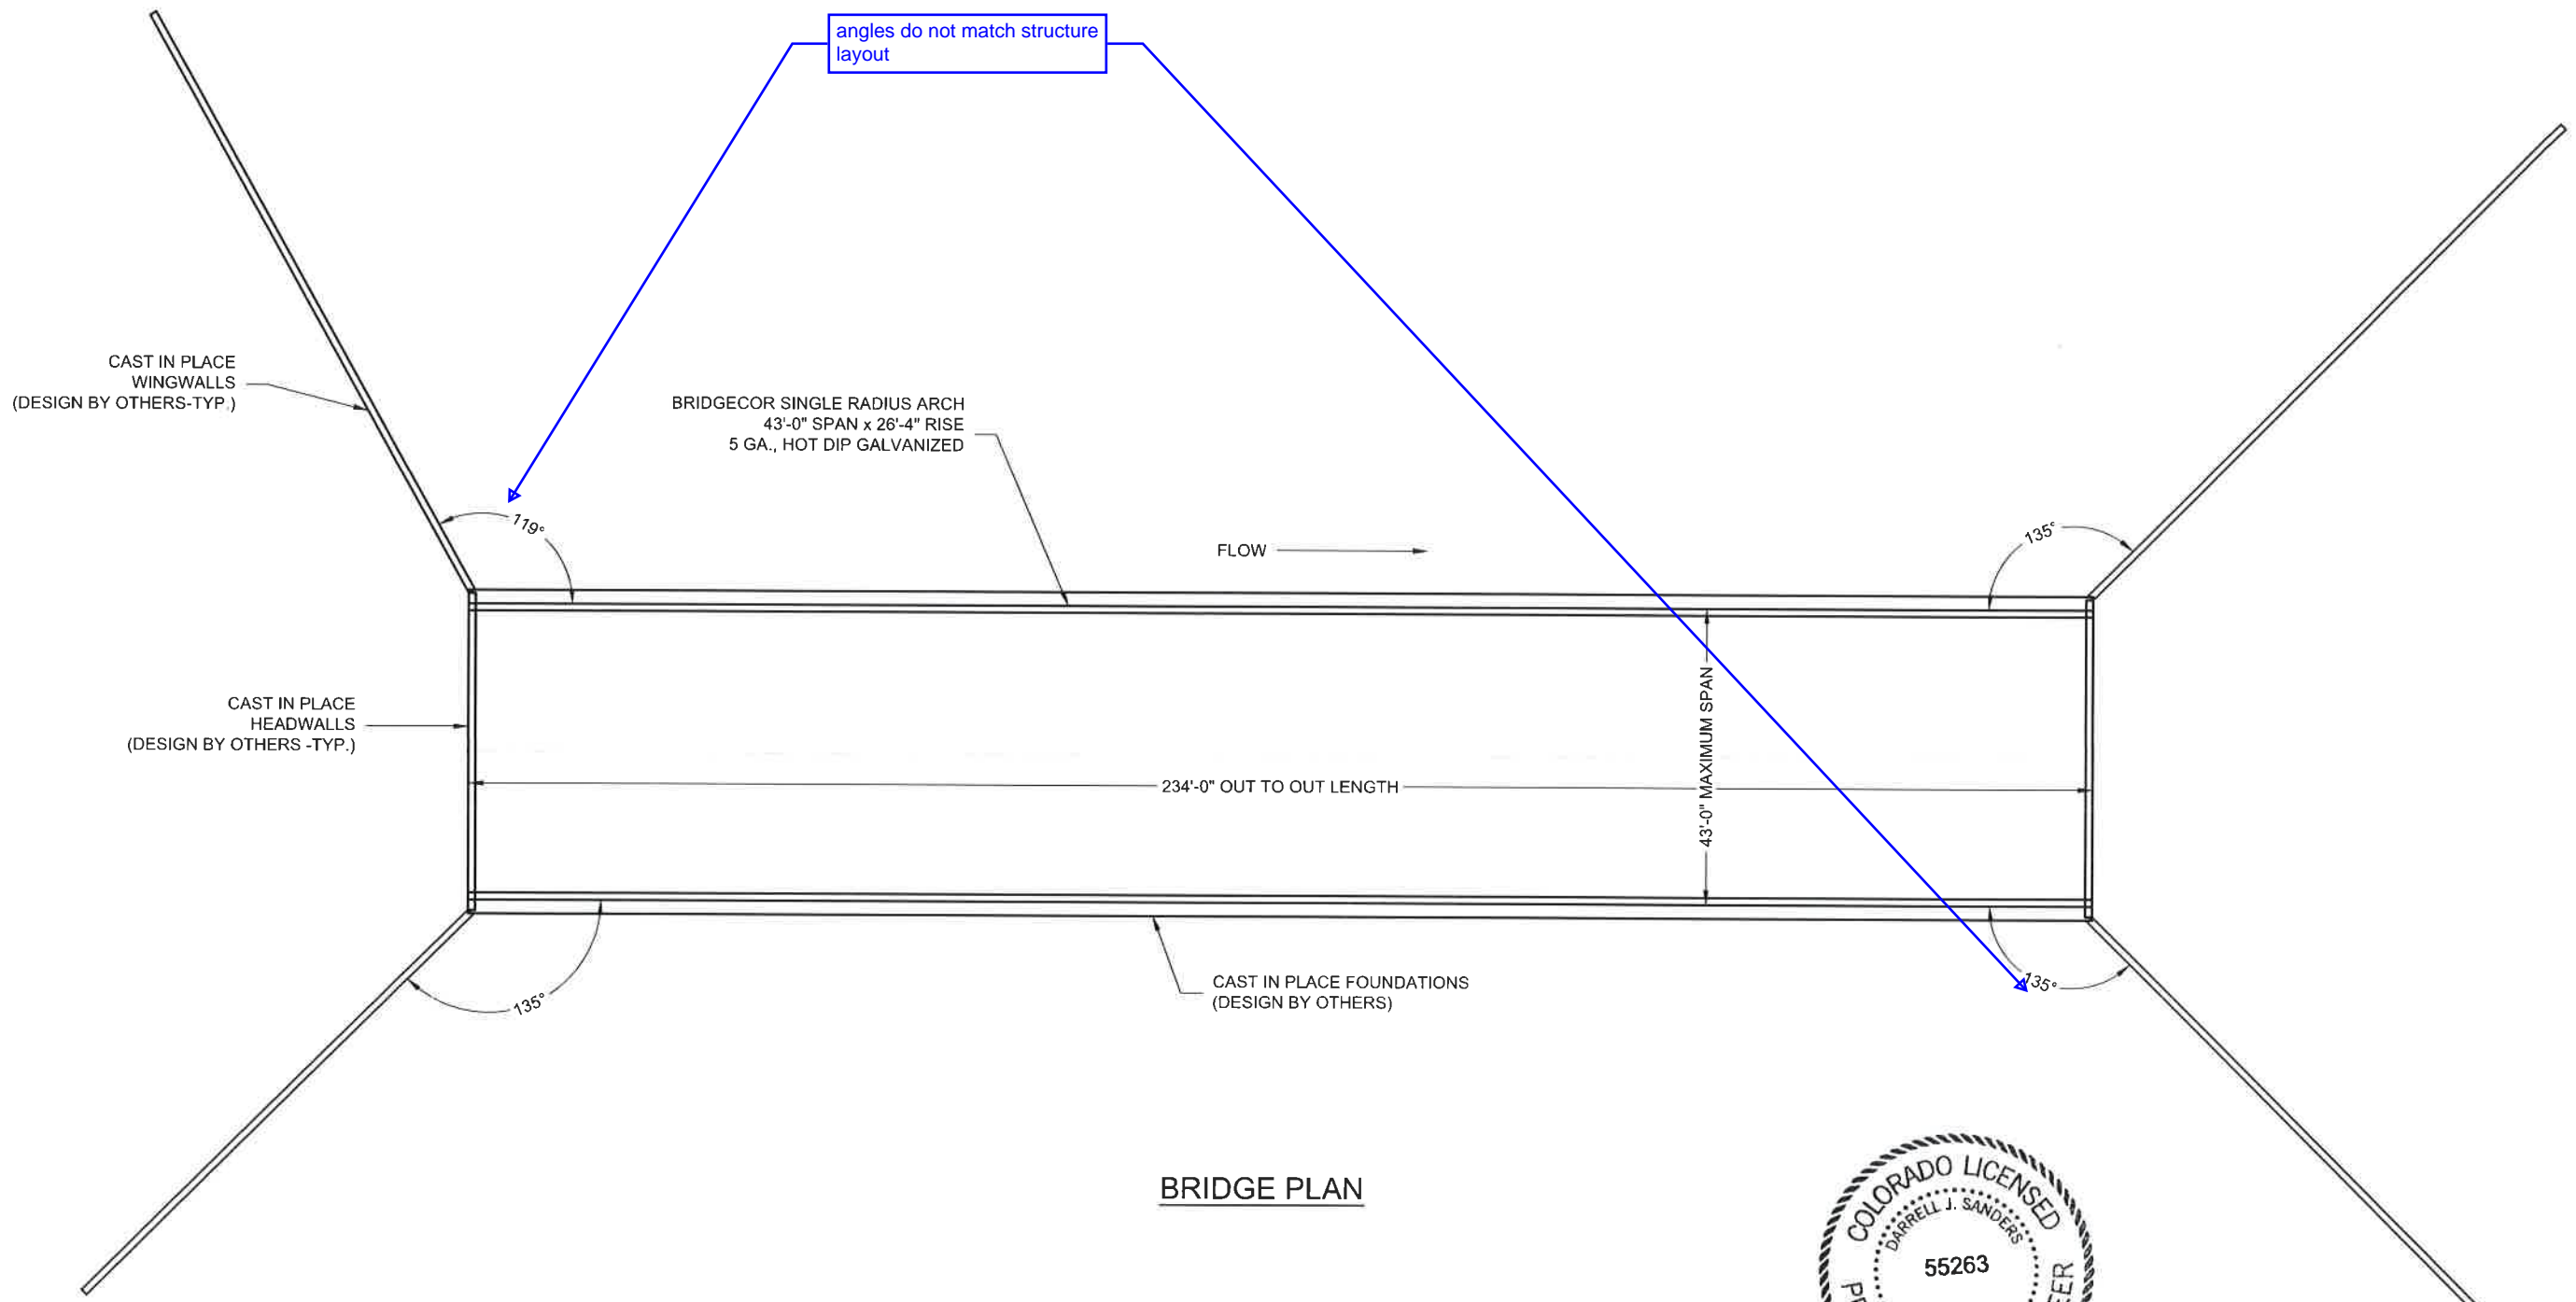 angles do not match structure
layout
CAST IN PLACE
WINGWALLS
(DESIGN BY OTHERS-TYP.)
BRIDGECOR SINGLE RADIUS ARCH
43'-0" SPAN x 26'-4" RISE
5 GA., HOT DIP GALVANIZED
119°
135°
FLOW
CAST IN PLACE
HEADWALLS
(DESIGN BY OTHERS -TYP.)
43'-0" MAXIMUM SPAN
234'-0" OUT TO OUT LENGTH
135°
135°
CAST IN PLACE FOUNDATIONS
(DESIGN BY OTHERS)
BRIDGE PLAN
COLORADO LICENSED
DARRELL J. SANDERS
55263